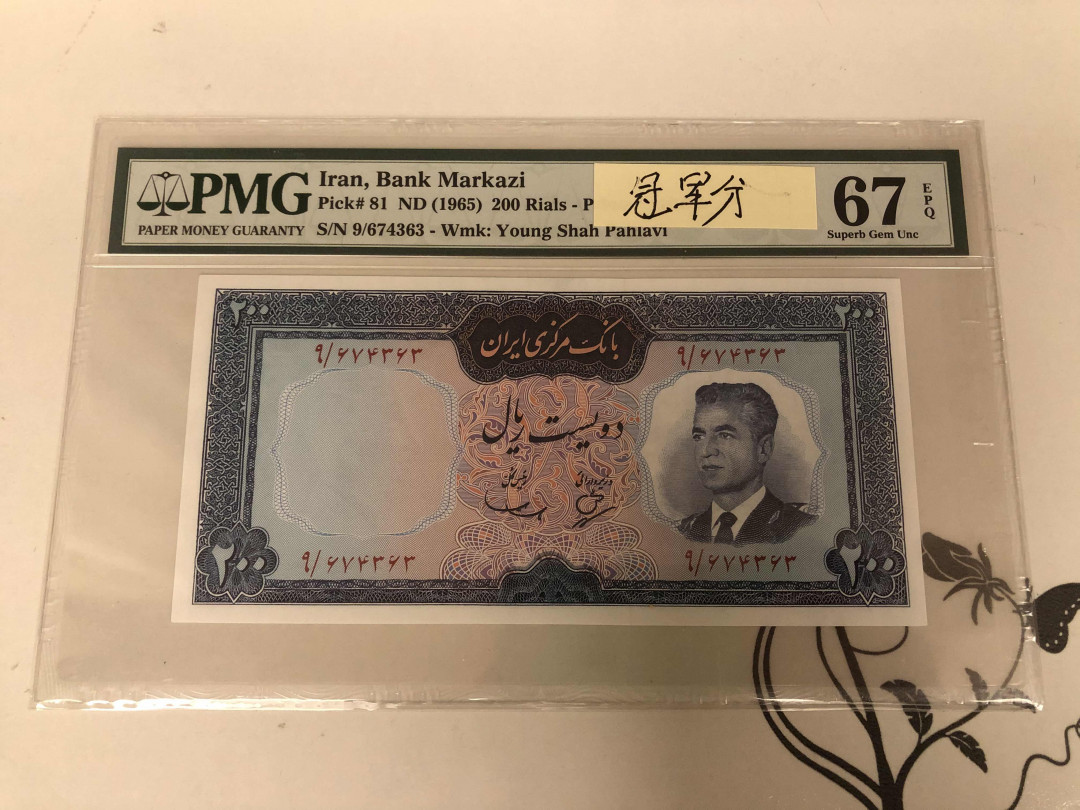 PMG
PAPER MONEY GUARANTY
Iran, Bank Markazi
Pick# 81 ND (1965) 200 Rials - P
S/N 9/674363 - Wmk: Young Shah Pahlavi
冠军分
67
EPQ
Superb Gem Unc
۲۰۰
۲۰۰
بانک مرکزی ایران
۹/۶۷۴۳۶۳
۹/۶۷۴۳۶۳
دویست ریال
۹/۶۷۴۳۶۳
۹/۶۷۴۳۶۳
۲۰۰
۲۰۰